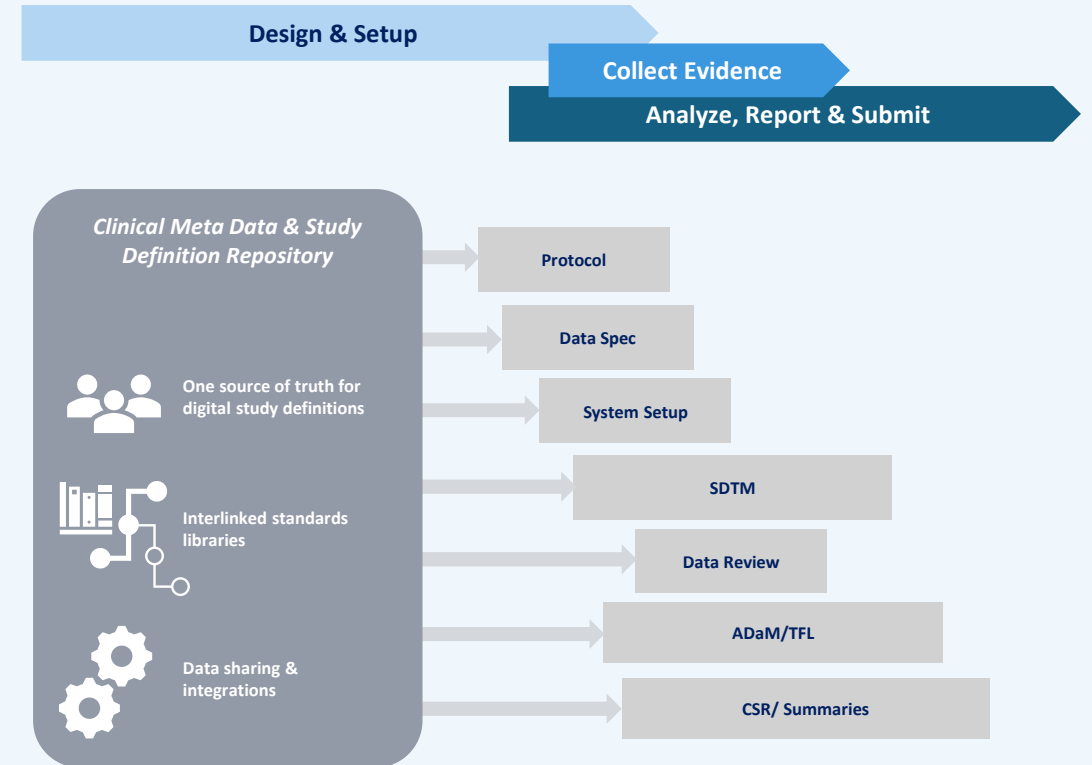 Design & Setup
Collect Evidence
Analyze, Report & Submit
Clinical Meta Data & Study
Definition Repository
Protocol
Data Spec
One source of truth for
digital study definitions
System Setup
SDTM
Interlinked standards
libraries
Data Review
ADaM/TFL
Data sharing &
integrations
CSR/ Summaries